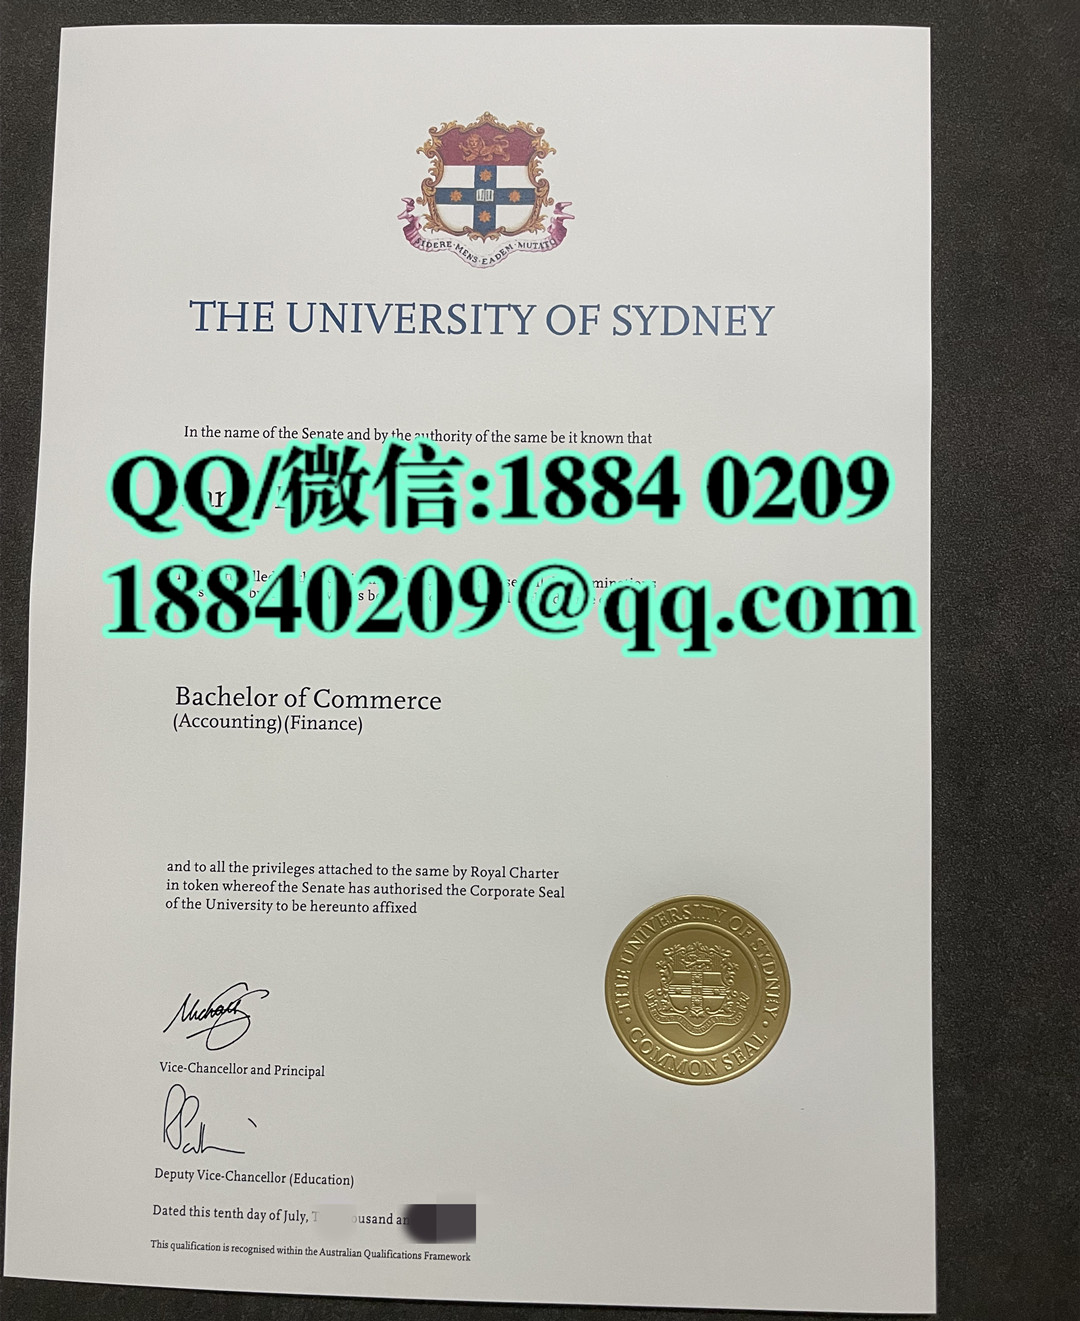 SIDERE·MENS·EADEM·MUTATO
THE UNIVERSITY OF SYDNEY
In the name of the Senate and by the authority of the same be it known that
QQ/微信:1884 0209
18840209@qq.com
Bachelor of Commerce
(Accounting)(Finance)
and to all the privileges attached to the same by Royal Charter
in token whereof the Senate has authorised the Corporate Seal
of the University to be hereunto affixed
THE UNIVERSITY OF SYDNEY
COMMON SEAL
Vice-Chancellor and Principal
Deputy Vice-Chancellor (Education)
Dated this tenth day of July,
This qualification is recognised within the Australian Qualifications Framework